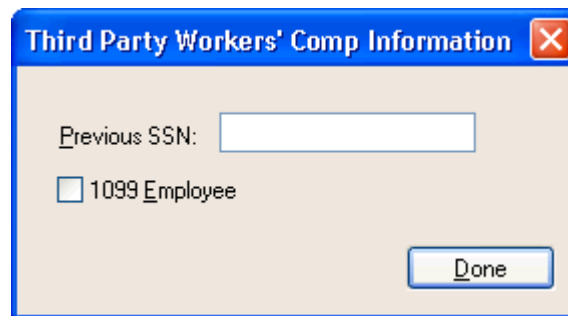 Third Party Workers' Comp Information
Previous SSN:
1099 Employee
Done